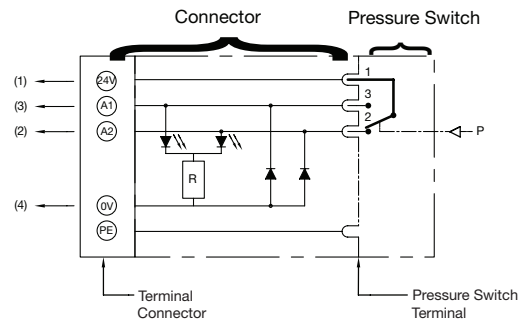 Connector
Pressure Switch
(1) 24V 1
(3) A1 3
(2) A2 2
P
R
(4) 0V
PE
Terminal
Connector
Pressure Switch
Terminal